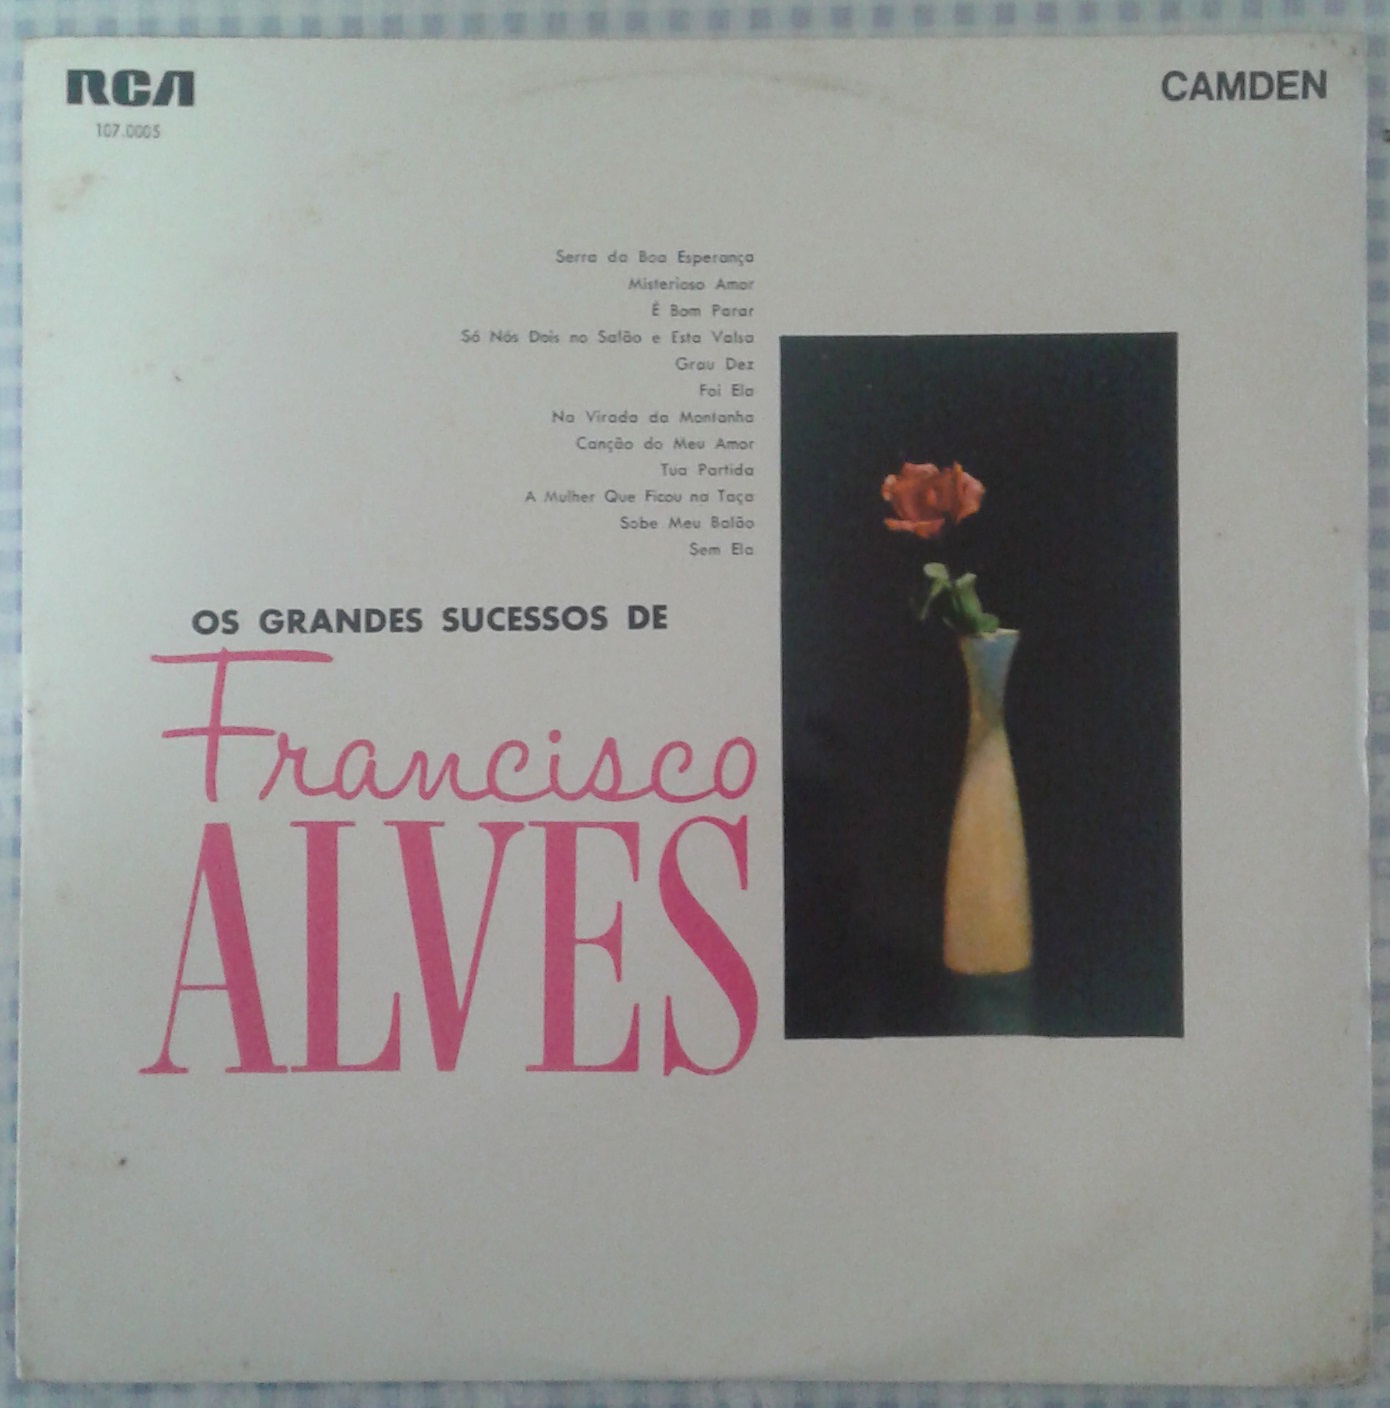 RCA
CAMDEN
107.0005
Serra da Boa Esperança
Misterioso Amor
É Bom Parar
Só Nós Dois no Salão e Esta Valsa
Grau Dez
Foi Ela
Na Virada da Montanha
Canção do Meu Amor
Tua Partida
A Mulher Que Ficou na Taça
Sobe Meu Balão
Sem Ela
OS GRANDES SUCESSOS DE
Francisco
ALVES